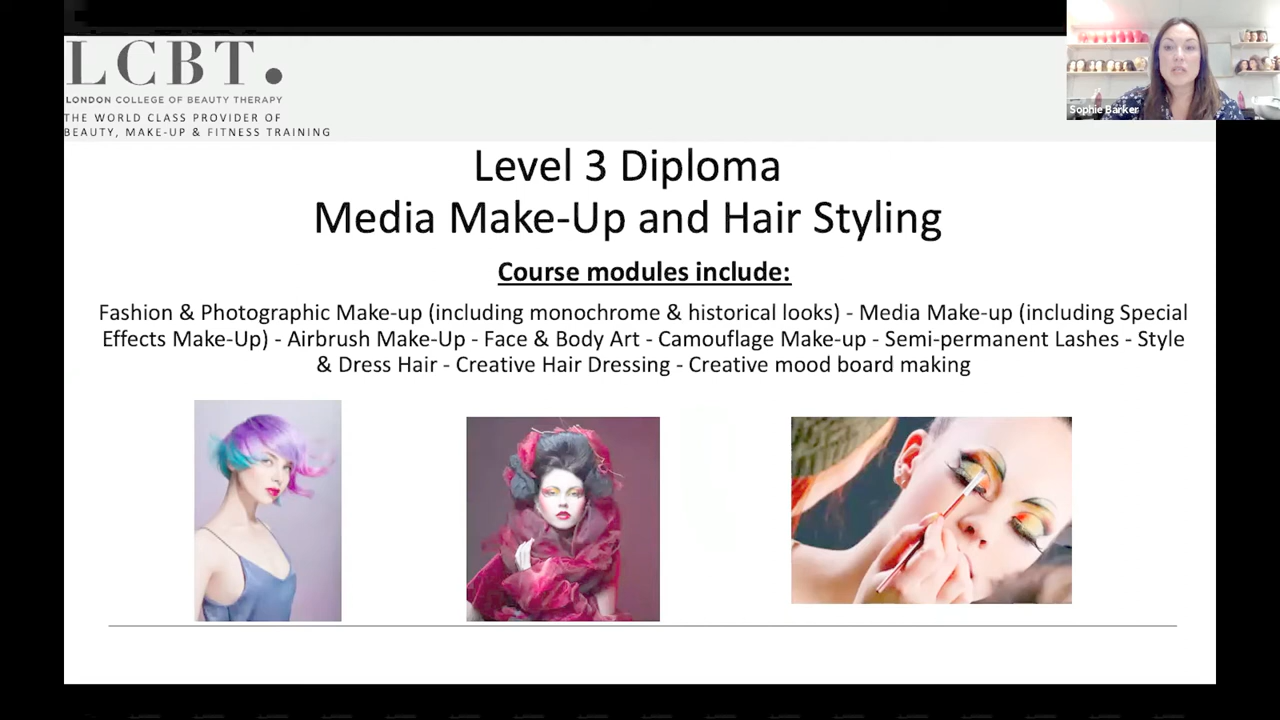 LCBT.
LONDON COLLEGE OF BEAUTY THERAPY
THE WORLD CLASS PROVIDER OF
BEAUTY, MAKE-UP & FITNESS TRAINING
Sophie Barker
Level 3 Diploma
Media Make-Up and Hair Styling
Course modules include:
Fashion & Photographic Make-up (including monochrome & historical looks) - Media Make-up (including Special
Effects Make-Up) - Airbrush Make-Up - Face & Body Art - Camouflage Make-up - Semi-permanent Lashes - Style
& Dress Hair - Creative Hair Dressing - Creative mood board making